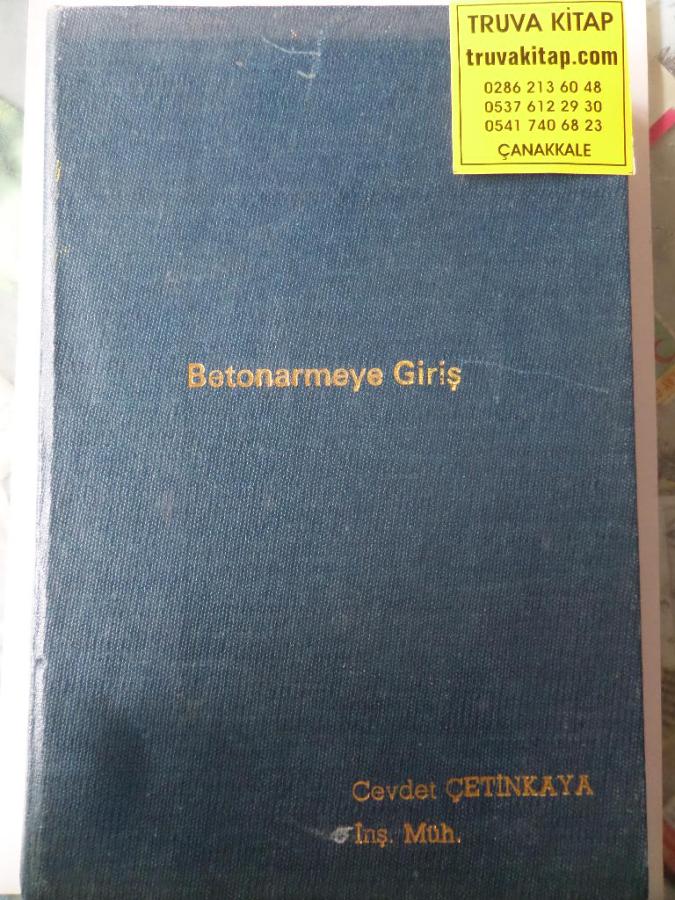 TRUVA KİTAP
truvakitap.com
0286 213 60 48
0537 612 29 30
0541 740 68 23
ÇANAKKALE
Betonarmeye Giriş
Cevdet ÇETİNKAYA
İnş. Müh.